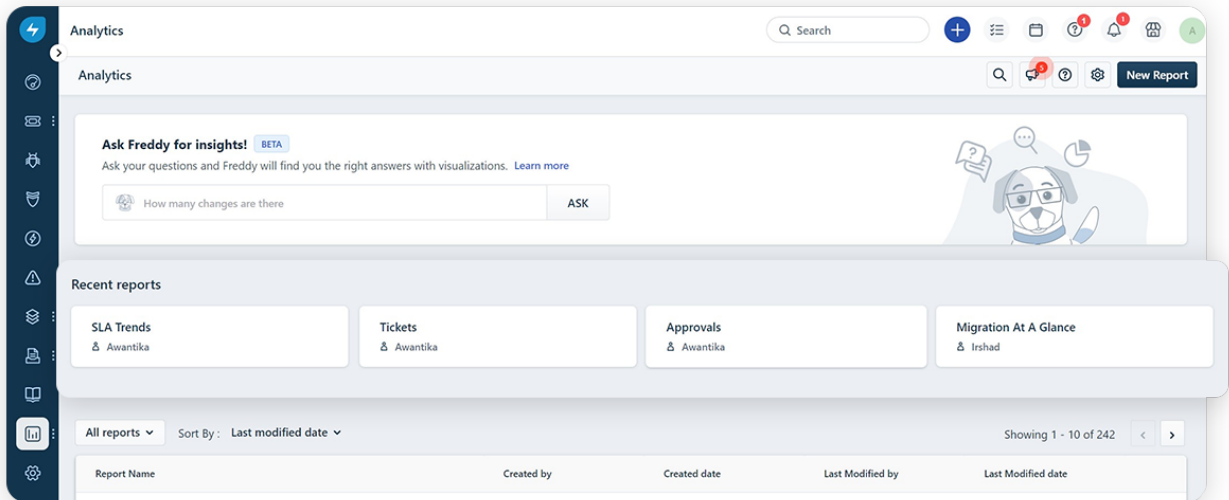 Analytics
Search
1
1
A
Analytics
5
New Report
Ask Freddy for insights! BETA
Ask your questions and Freddy will find you the right answers with visualizations. Learn more
How many changes are there
ASK
?
Recent reports
SLA Trends
Awantika
Tickets
Awantika
Approvals
Awantika
Migration At A Glance
Irshad
All reports
Sort By : Last modified date
Showing 1 - 10 of 242
Report Name Created by Created date Last Modified by Last Modified date